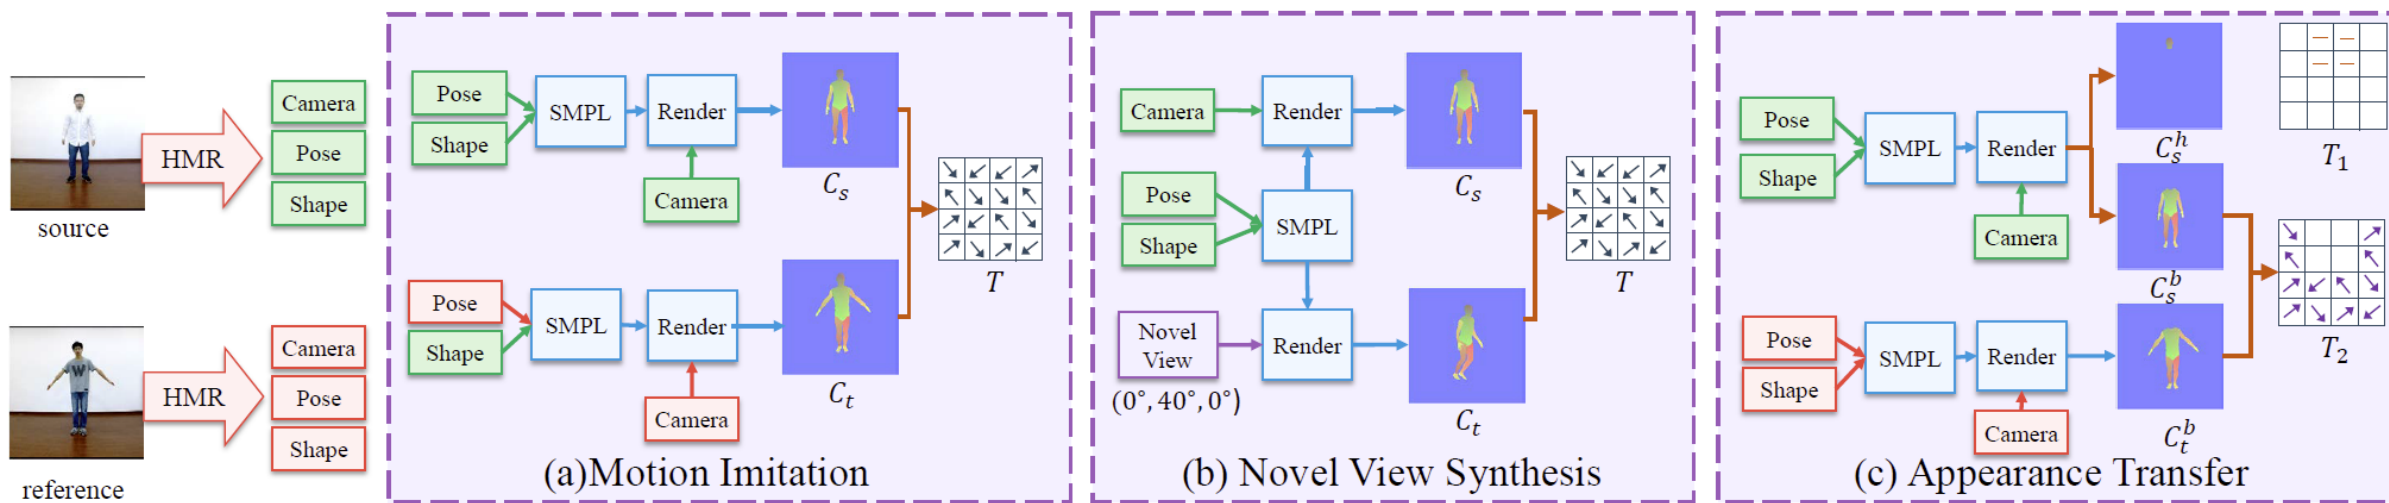 source
HMR
Camera
Pose
Shape
reference
HMR
Camera
Pose
Shape
Pose
Shape
SMPL
Render
Camera
C_s
Pose
Shape
SMPL
Render
Camera
C_t
T
(a)Motion Imitation
Camera
Render
C_s
Pose
Shape
SMPL
Novel
View
(0°, 40°, 0°)
Render
C_t
T
(b) Novel View Synthesis
Pose
Shape
SMPL
Render
Camera
C_s^h
C_s^b
T_1
Pose
Shape
SMPL
Render
Camera
C_t^b
T_2
(c) Appearance Transfer
W